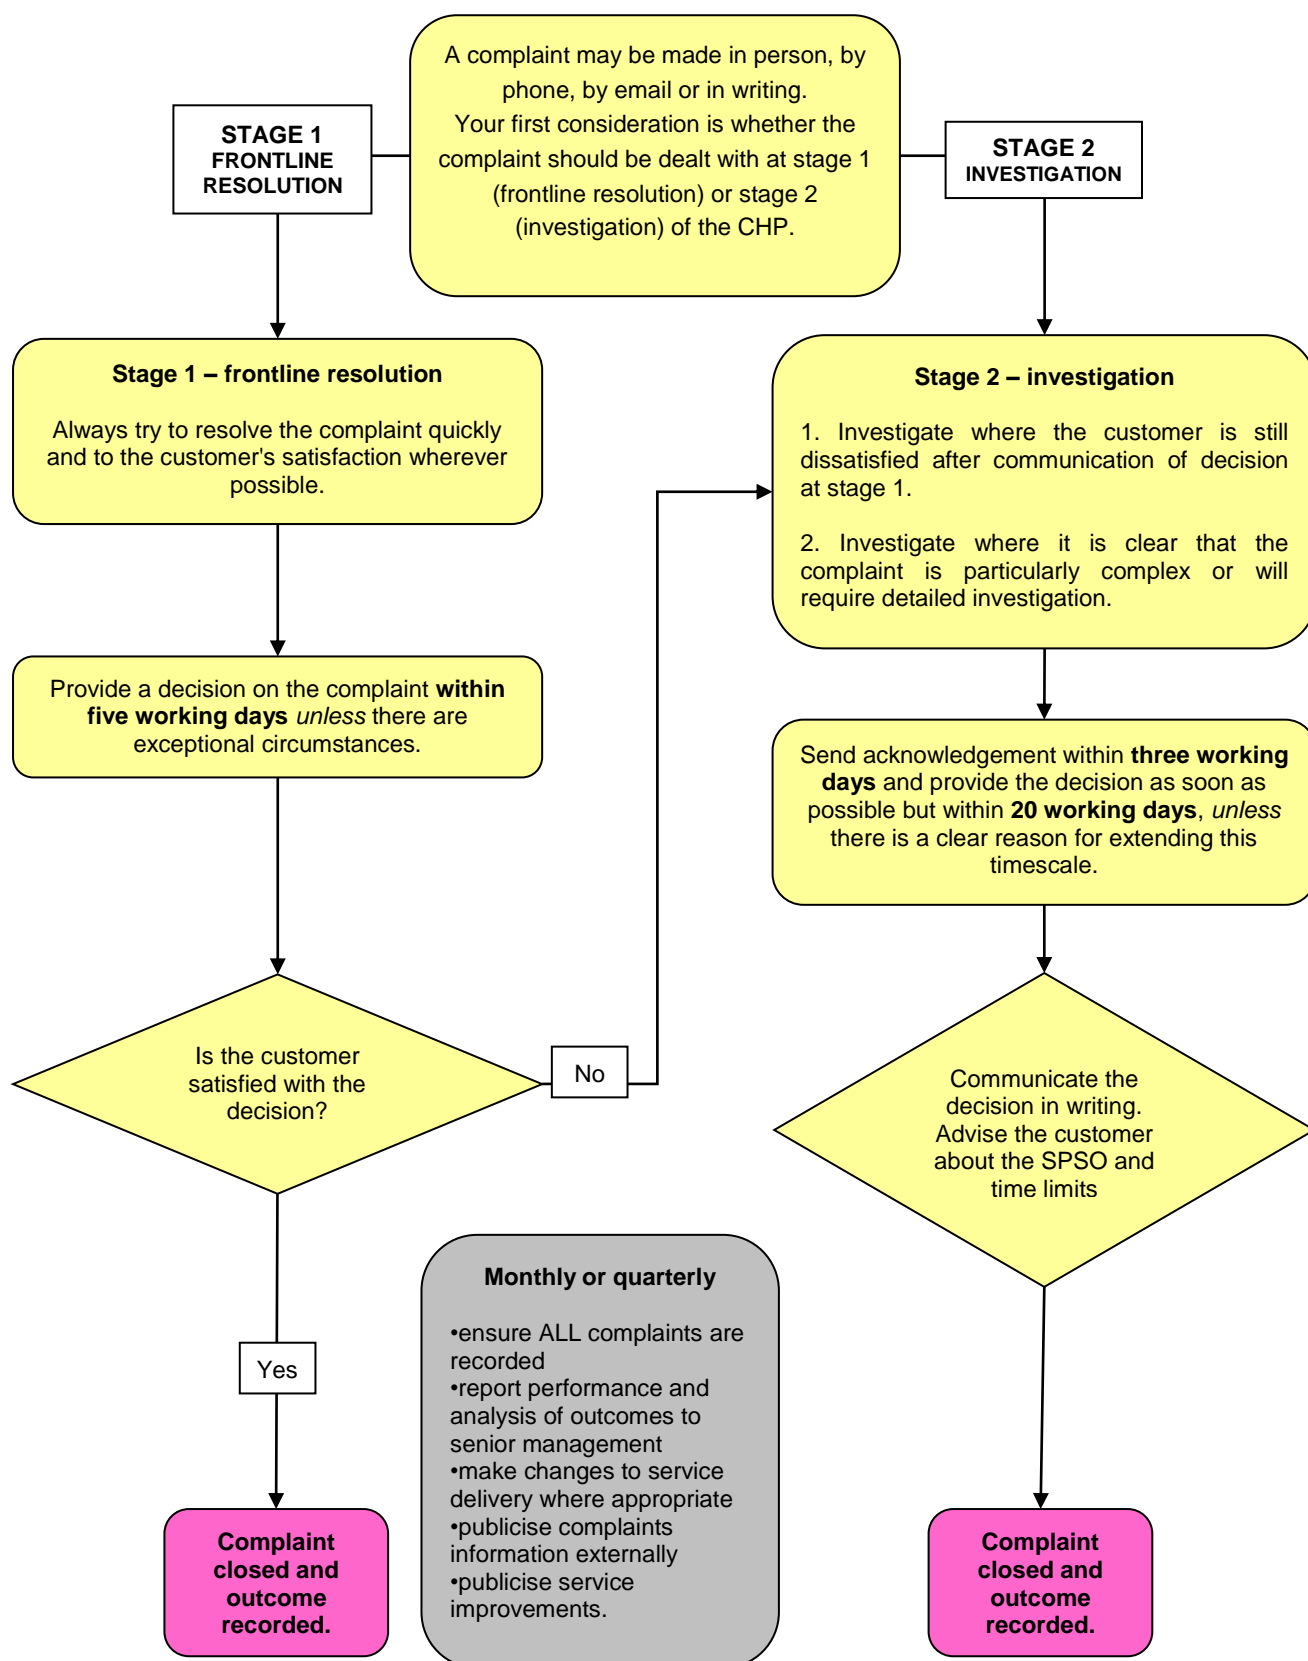 A complaint may be made in person, by
phone, by email or in writing.
Your first consideration is whether the
complaint should be dealt with at stage 1
(frontline resolution) or stage 2
(investigation) of the CHP.
STAGE 1
FRONTLINE
RESOLUTION
STAGE 2
INVESTIGATION
Stage 1 – frontline resolution
Always try to resolve the complaint quickly
and to the customer's satisfaction wherever
possible.
Provide a decision on the complaint within
five working days unless there are
exceptional circumstances.
Is the customer
satisfied with the
decision?
No
Yes
Complaint
closed and
outcome
recorded.
Stage 2 – investigation
1. Investigate where the customer is still
dissatisfied after communication of decision
at stage 1.
2. Investigate where it is clear that the
complaint is particularly complex or will
require detailed investigation.
Send acknowledgement within three working
days and provide the decision as soon as
possible but within 20 working days, unless
there is a clear reason for extending this
timescale.
Communicate the
decision in writing.
Advise the customer
about the SPSO and
time limits
Complaint
closed and
outcome
recorded.
Monthly or quarterly
•ensure ALL complaints are
recorded
•report performance and
analysis of outcomes to
senior management
•make changes to service
delivery where appropriate
•publicise complaints
information externally
•publicise service
improvements.